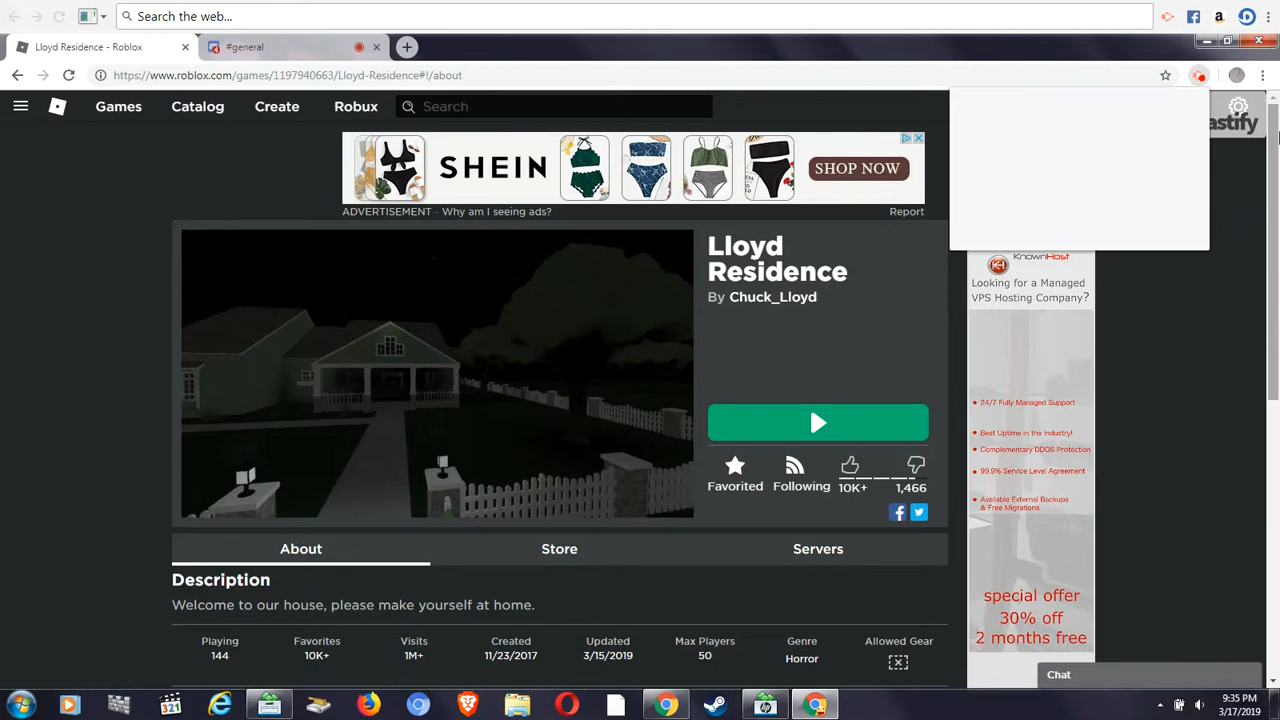 Search the web...
Lloyd Residence - Roblox
#general
https://www.roblox.com/games/1197940663/Lloyd-Residence#!/about
Games Catalog Create Robux Search
astify
SHEIN SHOP NOW
ADVERTISEMENT - Why am I seeing ads? Report
Lloyd
Residence
By Chuck_Lloyd
Favorited Following 10K+ 1,466
About Store Servers
Description
Welcome to our house, please make yourself at home.
Playing Favorites Visits Created Updated Max Players Genre Allowed Gear
144 10K+ 1M+ 11/23/2017 3/15/2019 50 Horror
KnownHost
Looking for a Managed
VPS Hosting Company?
24/7 Fully Managed Support
Best Uptime in the Industry!
Complementary DDOS Protection
99.9% Service Level Agreement
Available External Backups
& Free Migrations
special offer
30% off
2 months free
Chat
321
9:35 PM
3/17/2019